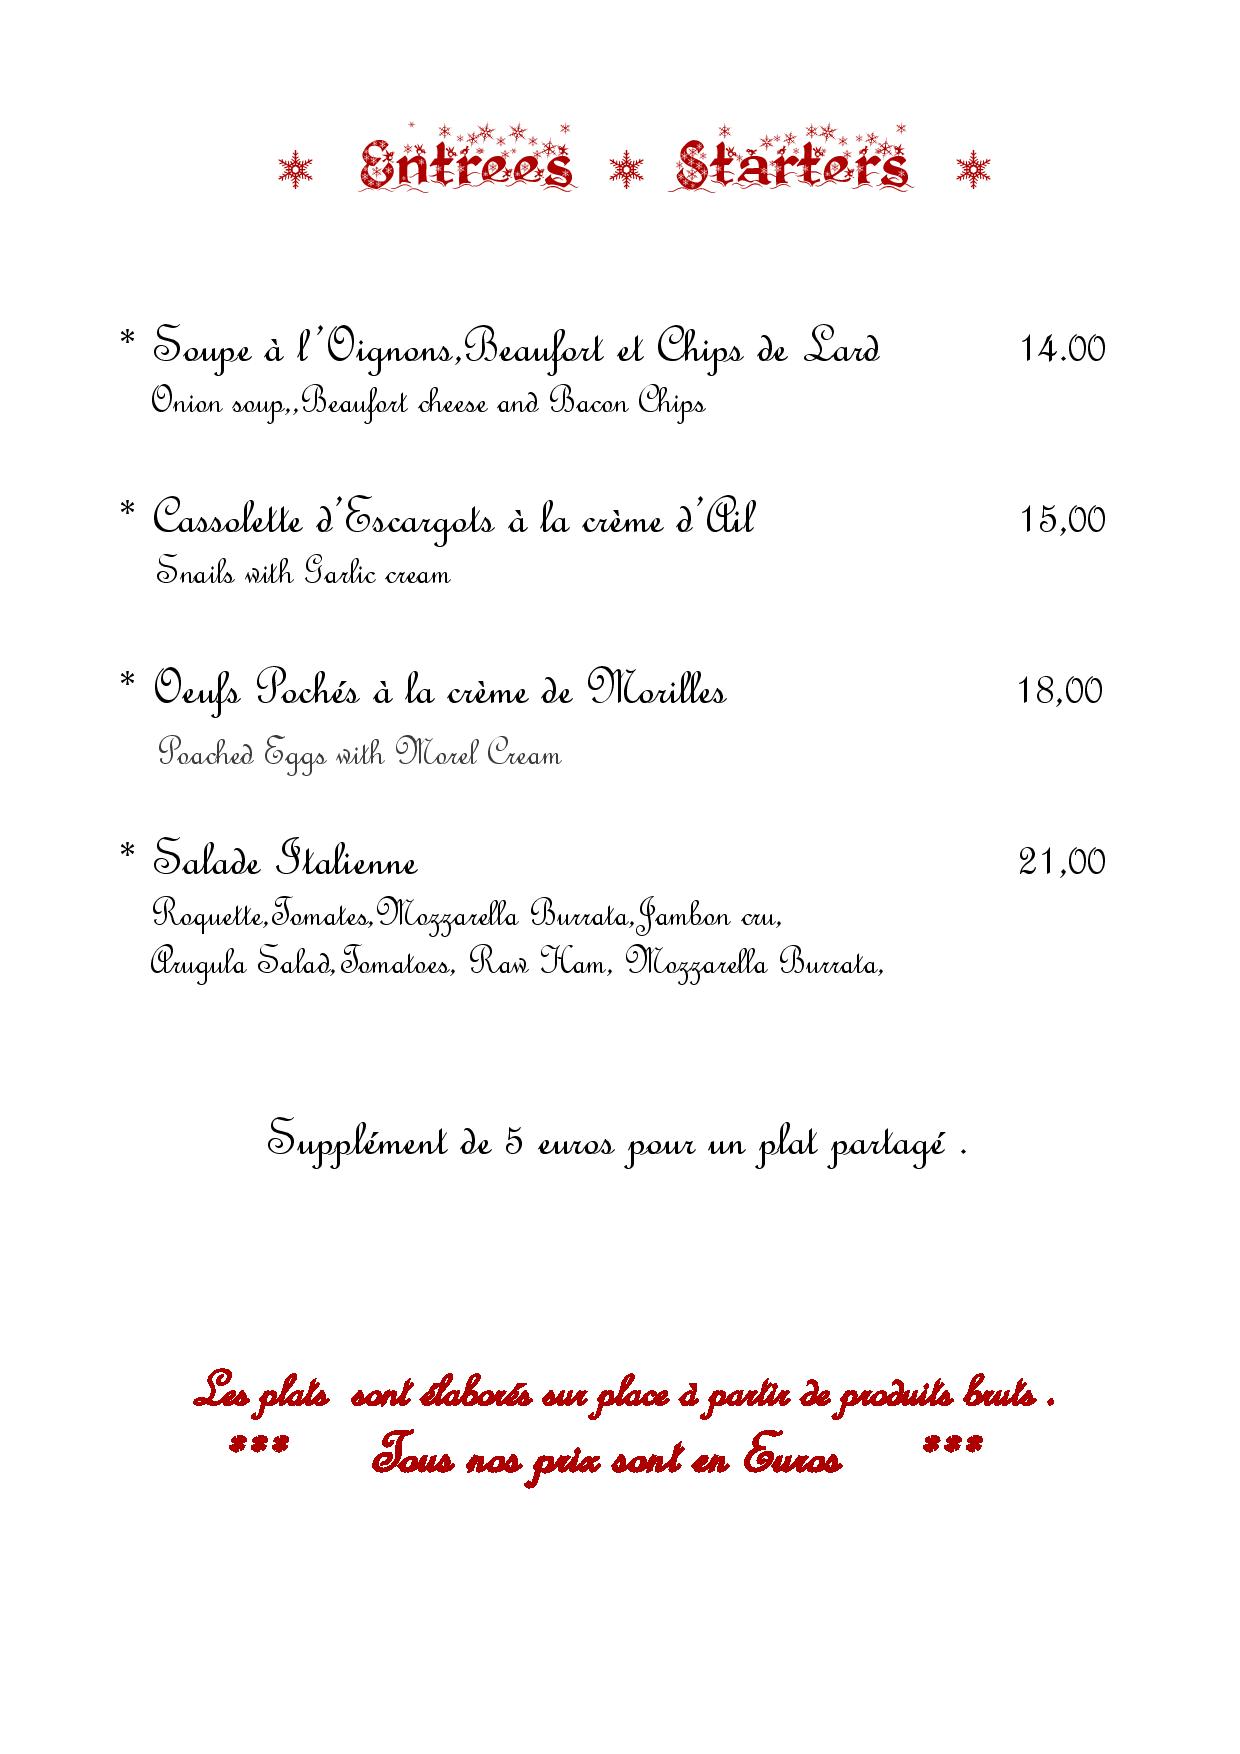 Entrees Starters
* Soupe à l'Oignons,Beaufort et Chips de Lard 14.00
Onion soup,,Beaufort cheese and Bacon Chips
* Cassolette d'Escargots à la crème d'Ail 15,00
Snails with Garlic cream
* Oeufs Pochés à la crème de Morilles 18,00
Poached Eggs with Morel Cream
* Salade Italienne 21,00
Roquette,Tomates,Mozzarella Burrata,Jambon cru,
Arugula Salad,Tomatoes, Raw Ham, Mozzarella Burrata,
Supplément de 5 euros pour un plat partagé .
Les plats sont élaborés sur place à partir de produits bruts .
*** Tous nos prix sont en Euros ***